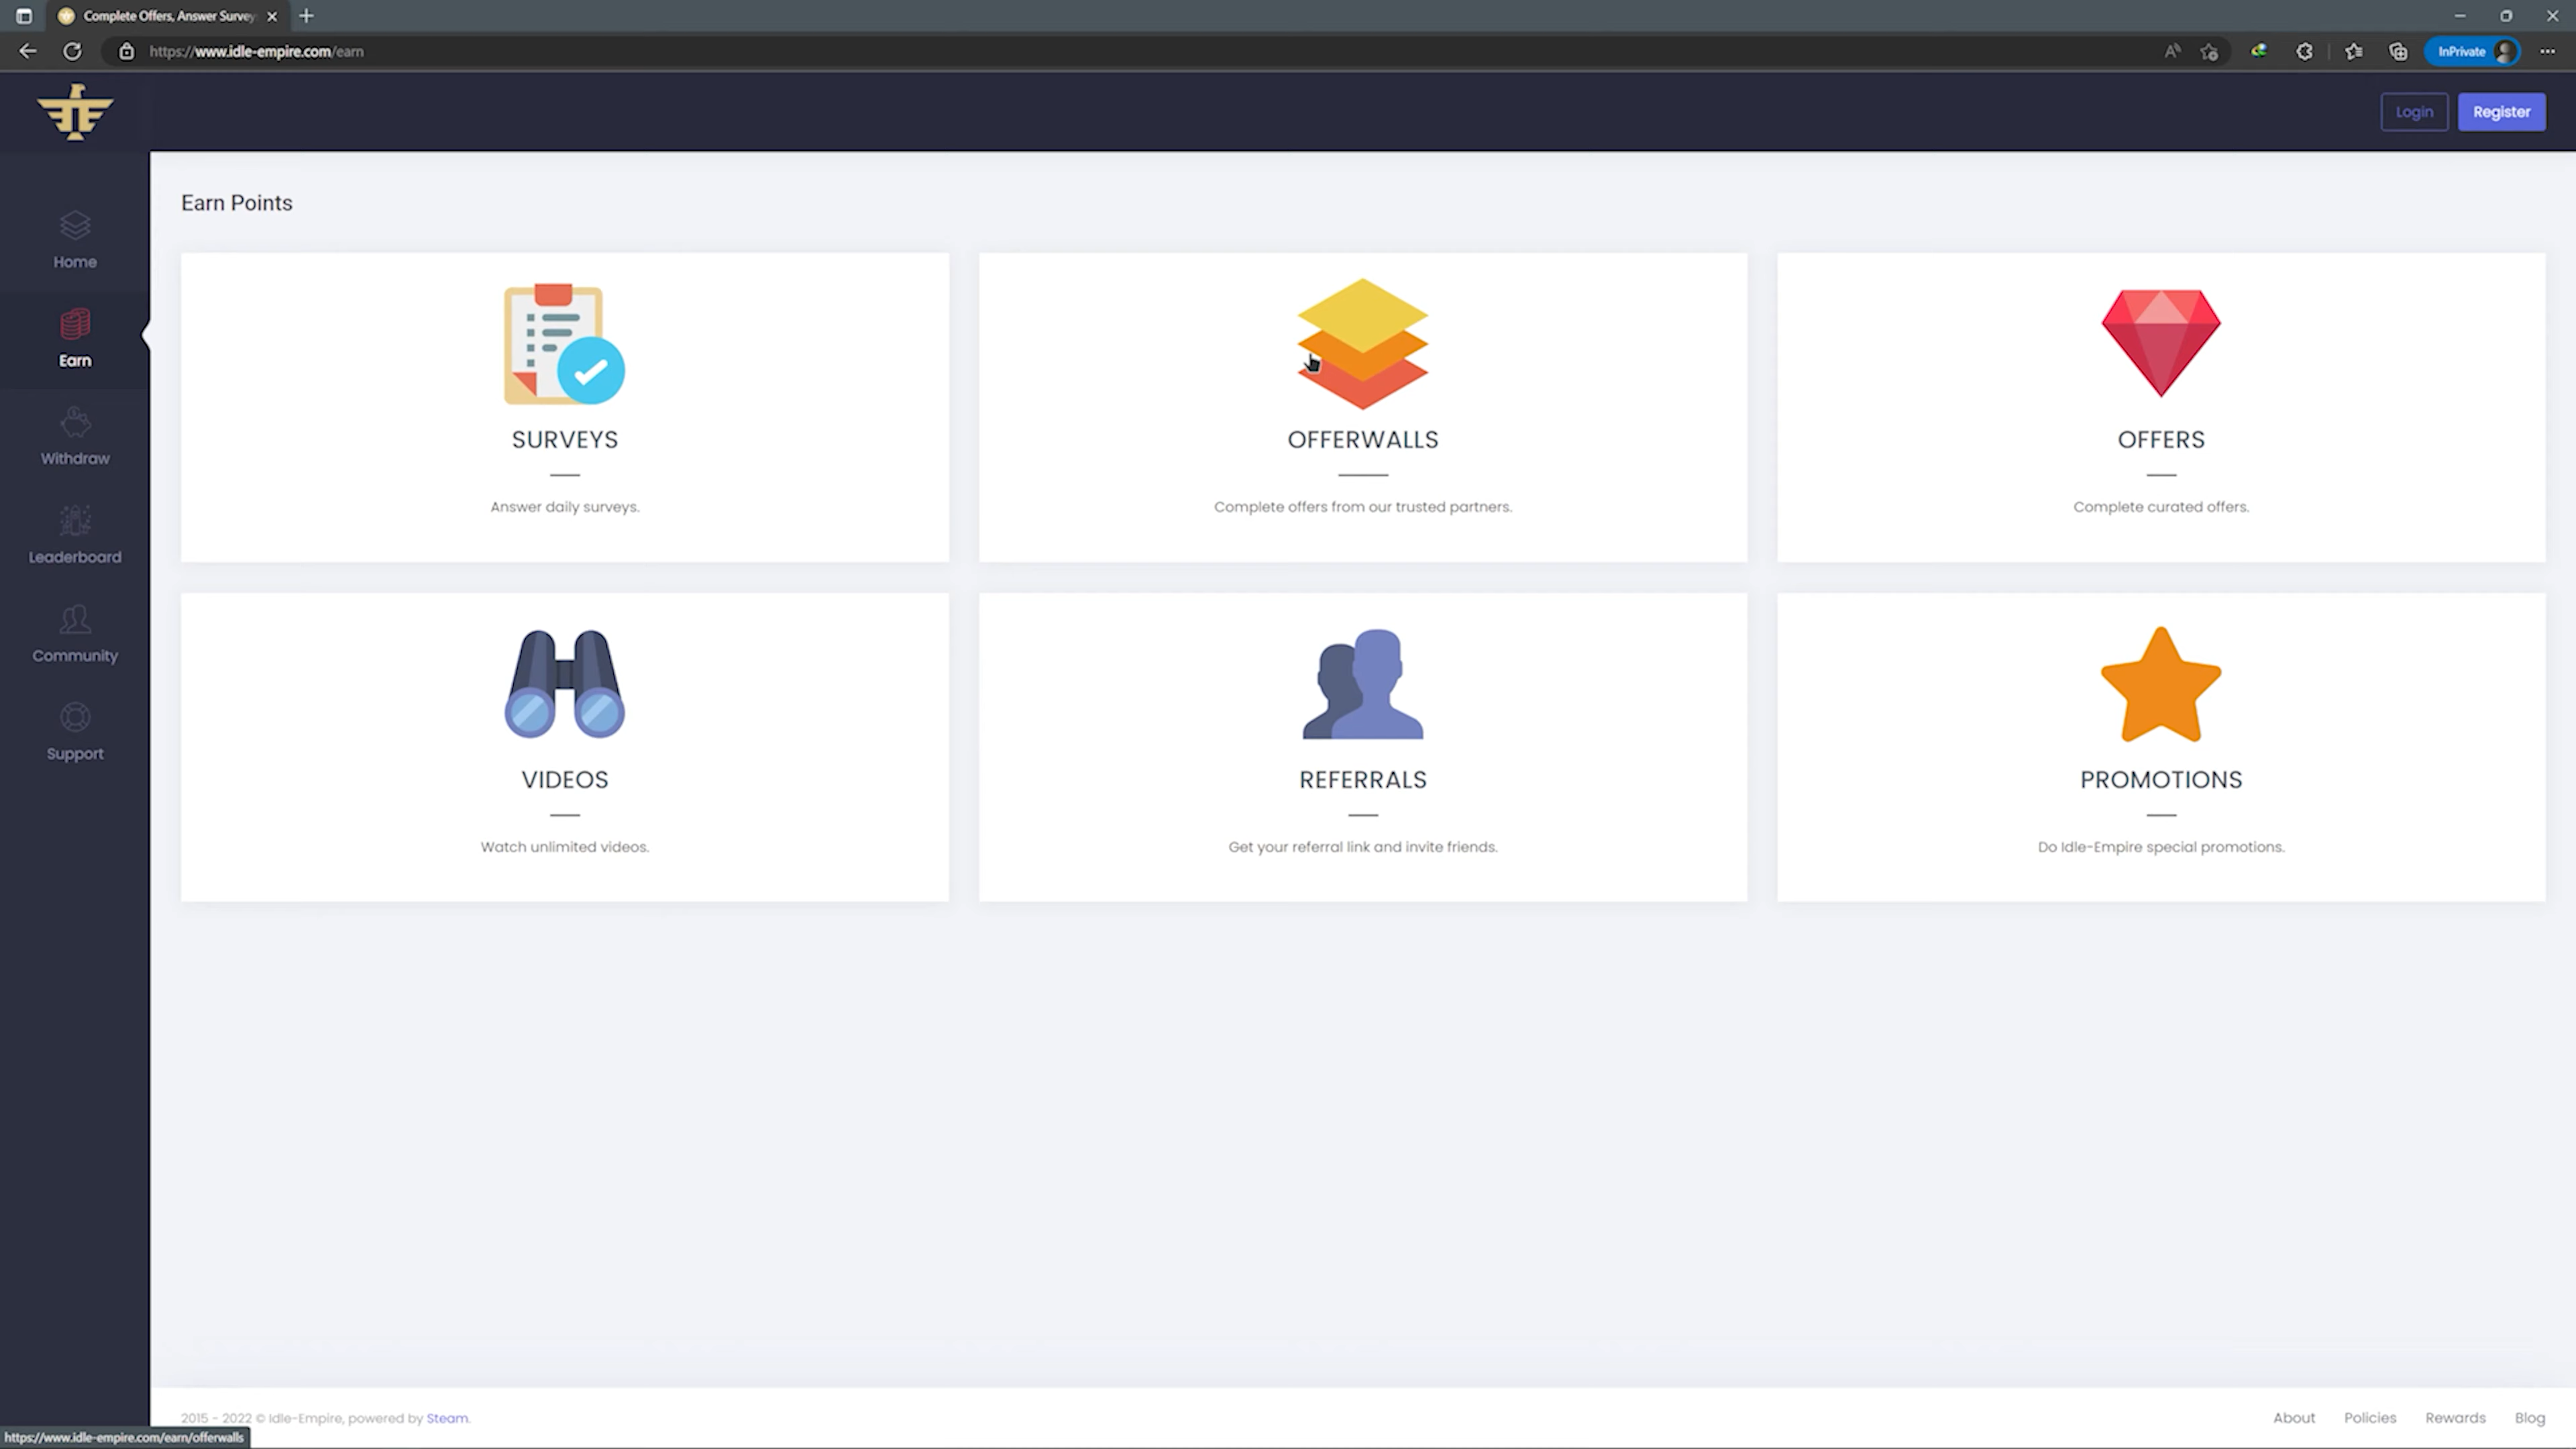 Complete Offers, Answer Survey
https://www.idle-empire.com/earn
InPrivate
Login
Register
Home
Earn
Withdraw
Leaderboard
Community
Support
Earn Points
SURVEYS
Answer daily surveys.
OFFERWALLS
Complete offers from our trusted partners.
OFFERS
Complete curated offers.
VIDEOS
Watch unlimited videos.
REFERRALS
Get your referral link and invite friends.
PROMOTIONS
Do Idle-Empire special promotions.
2015 - 2022 © Idle-Empire, powered by Steam.
About
Policies
Rewards
Blog
https://www.idle-empire.com/earn/offerwalls